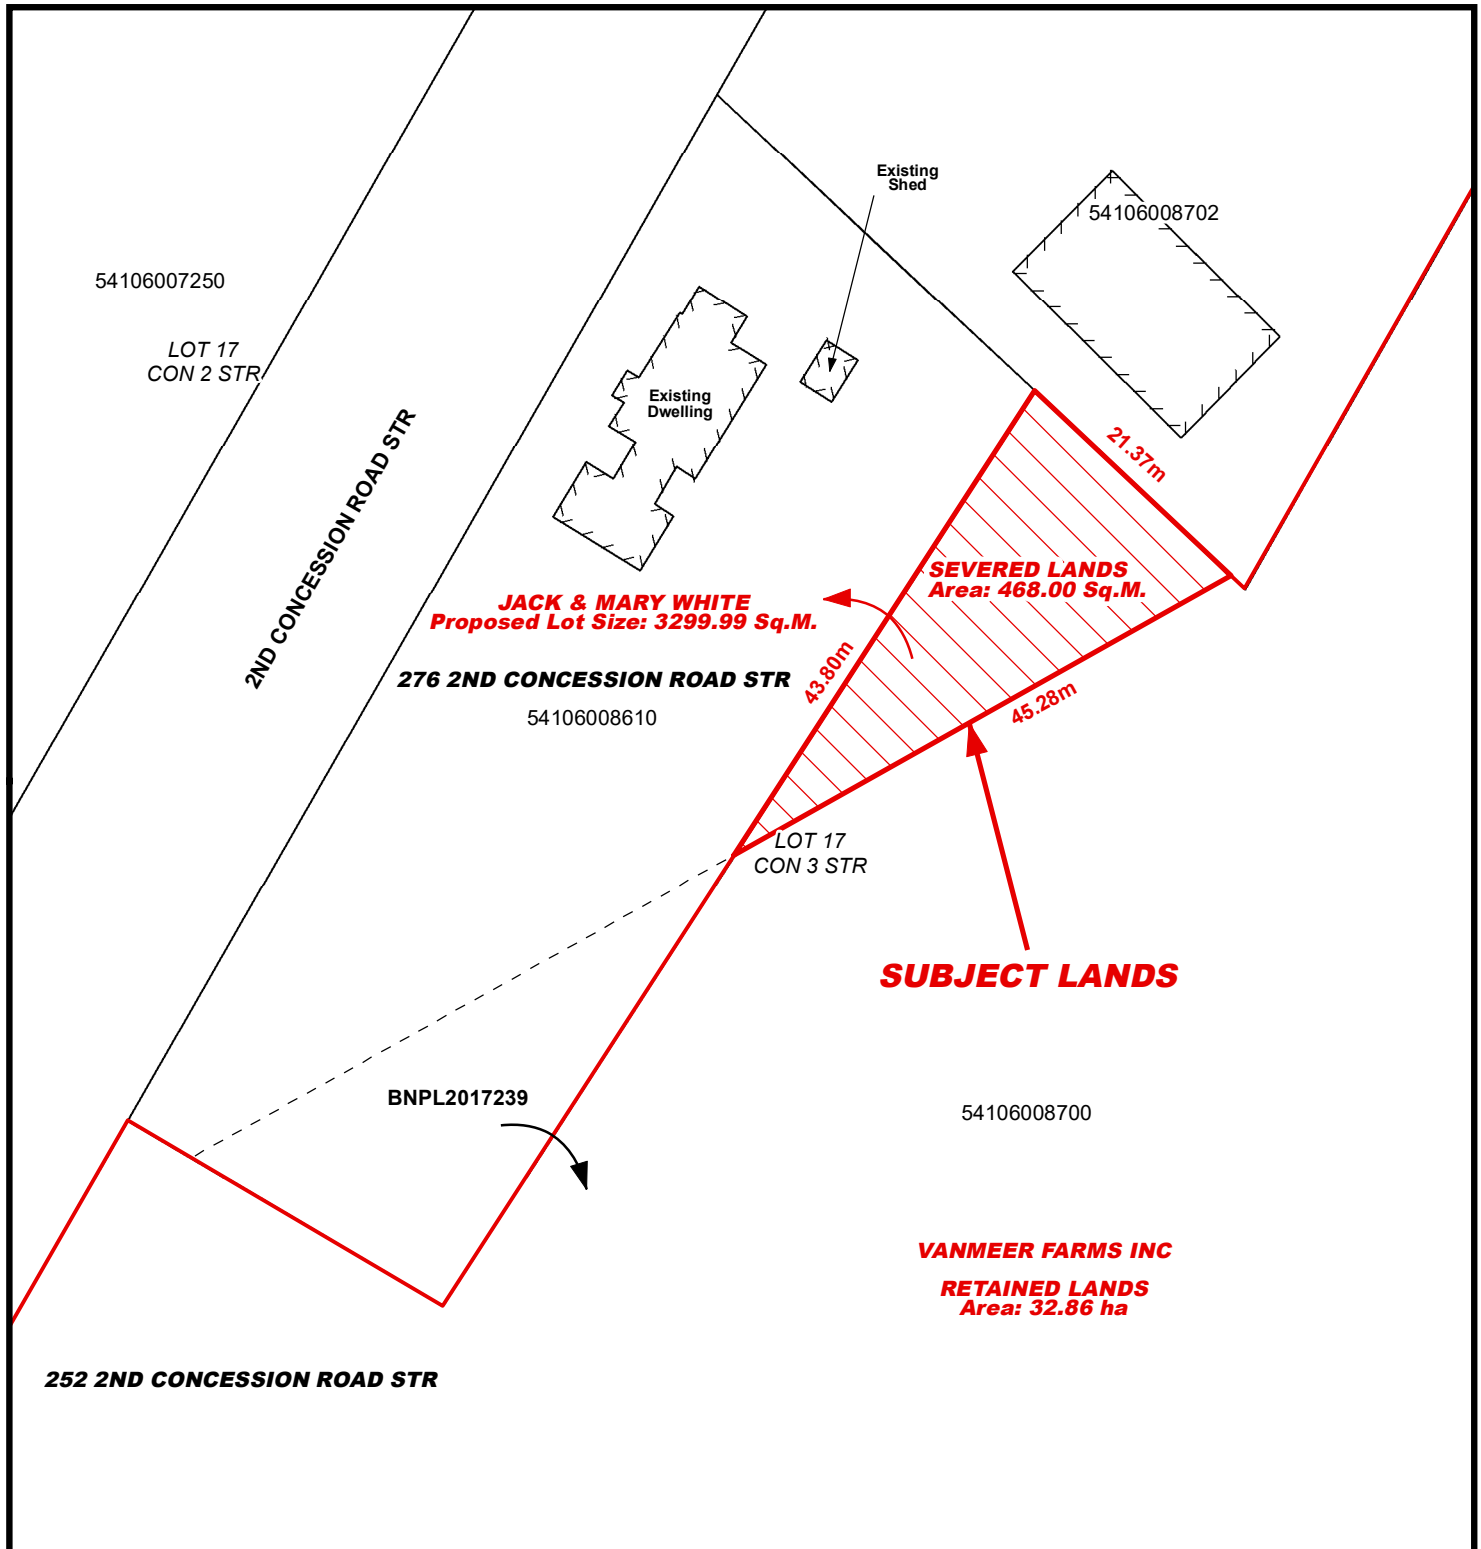 Existing
Shed
54106008702
54106007250
LOT 17
CON 2 STR
Existing
Dwelling
2ND CONCESSION ROAD STR
21.37m
SEVERED LANDS
Area: 468.00 Sq.M.
JACK & MARY WHITE
Proposed Lot Size: 3299.99 Sq.M.
43.80m
276 2ND CONCESSION ROAD STR
45.28m
54106008610
LOT 17
CON 3 STR
SUBJECT LANDS
BNPL2017239
54106008700
VANMEER FARMS INC
RETAINED LANDS
Area: 32.86 ha
252 2ND CONCESSION ROAD STR